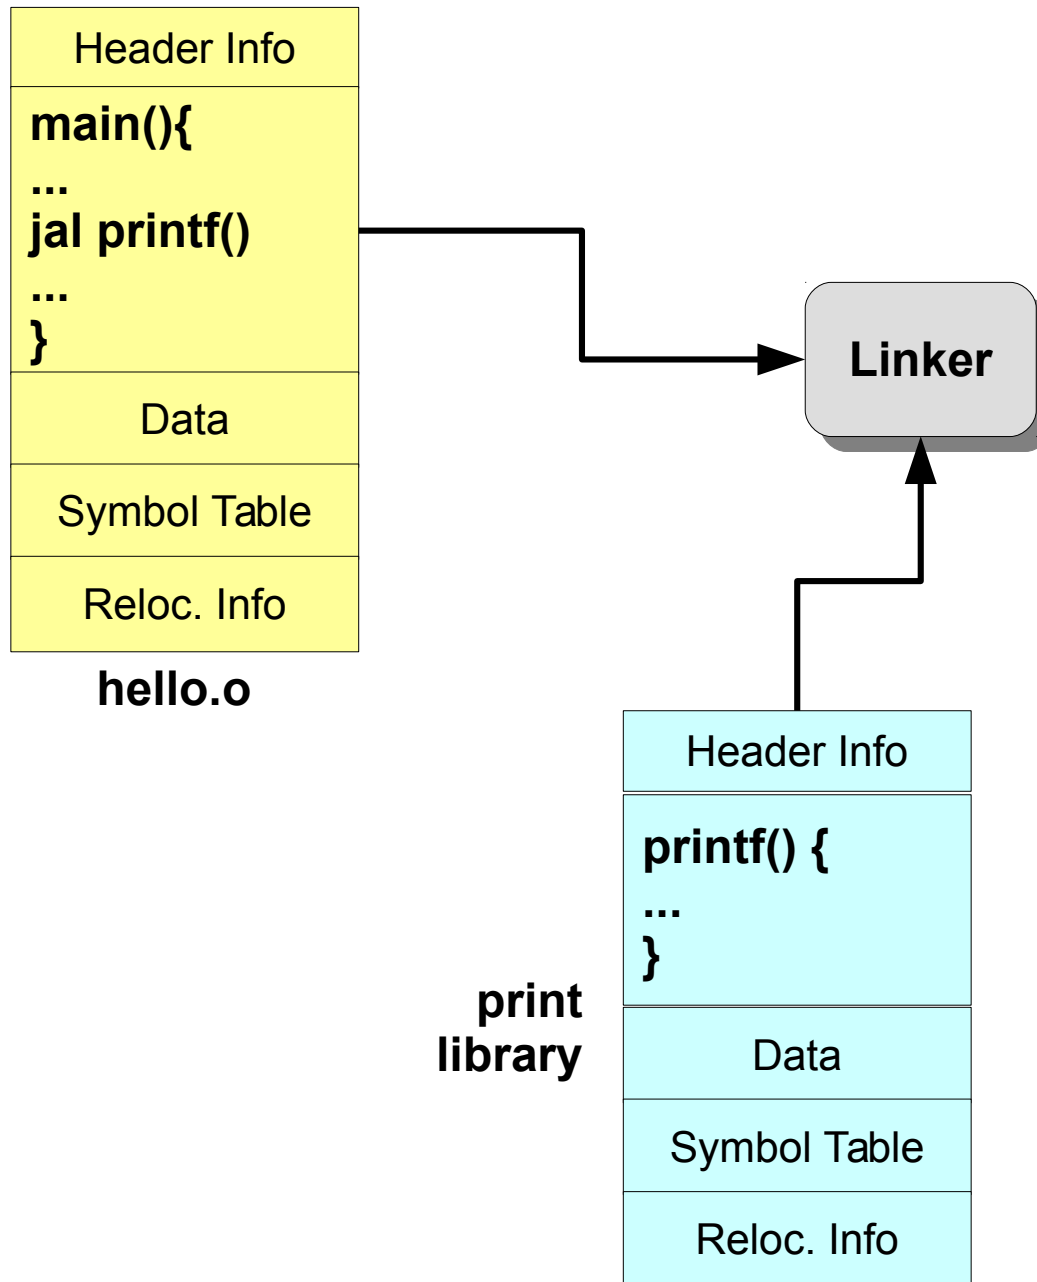 Header Info
main(){
...
jal printf()
...
}
Data
Symbol Table
Reloc. Info
hello.o
Linker
Header Info
printf() {
...
}
print
library
Data
Symbol Table
Reloc. Info